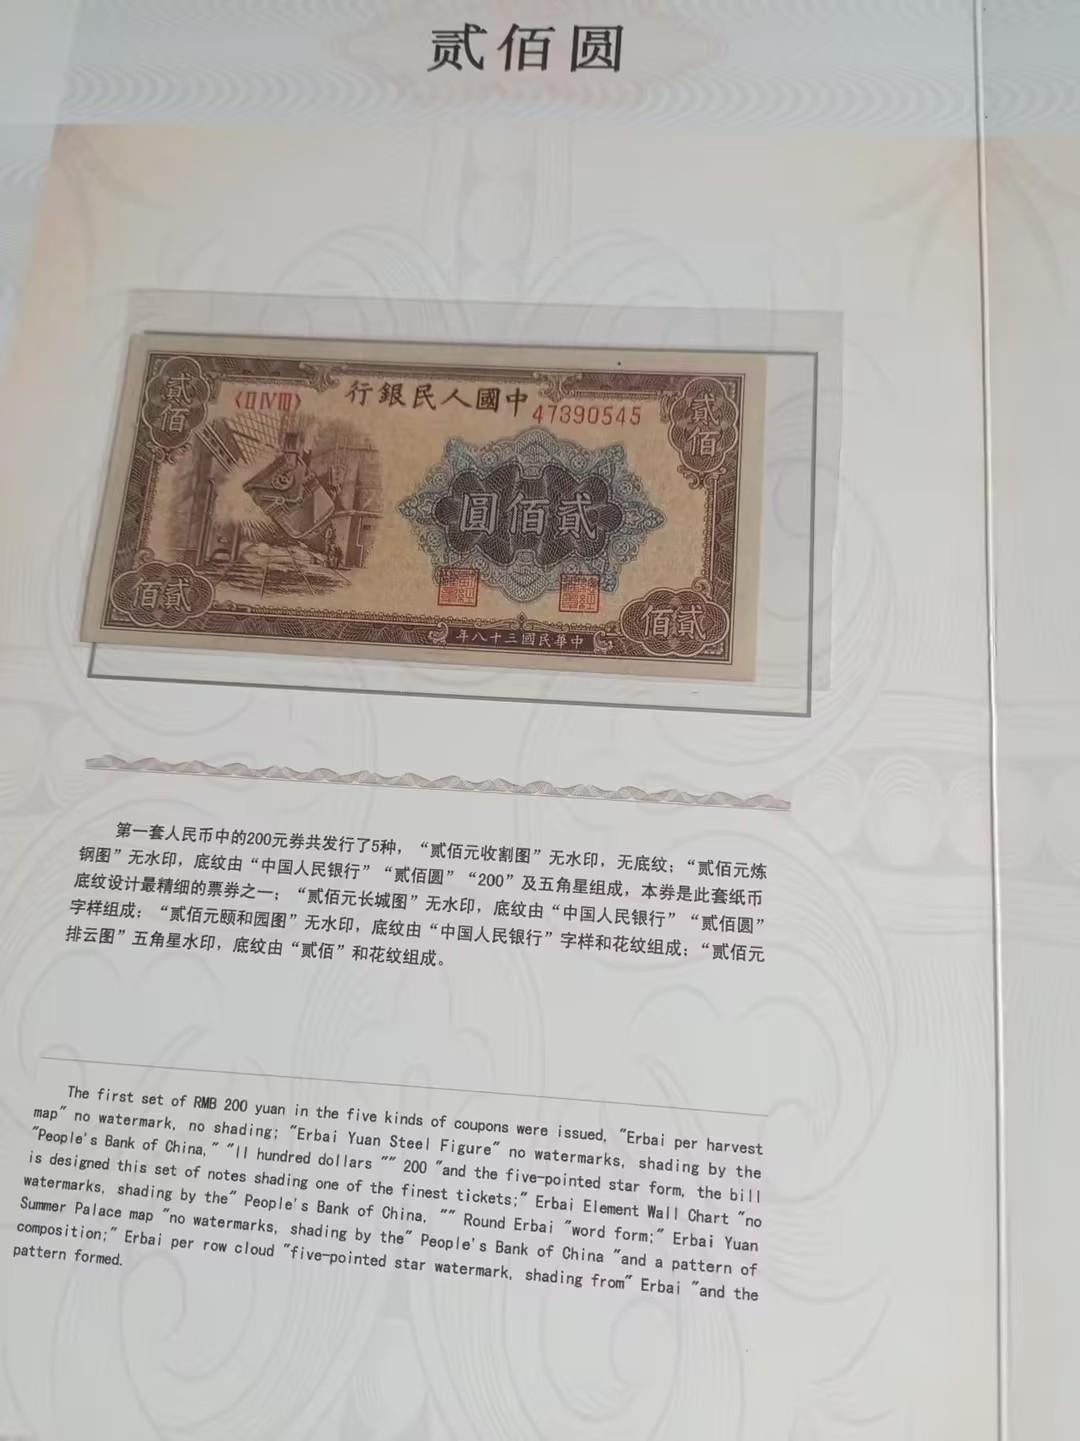 贰佰圆
贰佰
〈ⅡⅣⅢ〉
行銀民人國中
47390545
贰佰
圓佰贰
佰贰
佰贰
年八十三國民華中
第一套人民币中的200元券共发行了5种，“贰佰元收割图”无水印，无底纹；“贰佰元炼
钢图”无水印，底纹由“中国人民银行”“贰佰圆”“200”及五角星组成，本券是此套纸币
底纹设计最精细的票券之一；“贰佰元长城图”无水印，底纹由“中国人民银行”“贰佰圆”
字样组成；“贰佰元颐和园图”无水印，底纹由“中国人民银行”字样和花纹组成；“贰佰元
排云图”五角星水印，底纹由“贰佰”和花纹组成。
The first set of RMB 200 yuan in the five kinds of coupons were issued, "Erbai per harvest
map" no watermark, no shading; "Erbai Yuan Steel Figure" no watermarks, shading by the
"People's Bank of China," "ll hundred dollars "" 200 "and the five-pointed star form, the bill
is designed this set of notes shading one of the finest tickets;" Erbai Element Wall Chart "no
watermarks, shading by the" People's Bank of China, "" Round Erbai "word form;" Erbai Yuan
Summer Palace map "no watermarks, shading by the" People's Bank of China "and a pattern of
composition;" Erbai per row cloud "five-pointed star watermark, shading from" Erbai "and the
pattern formed.